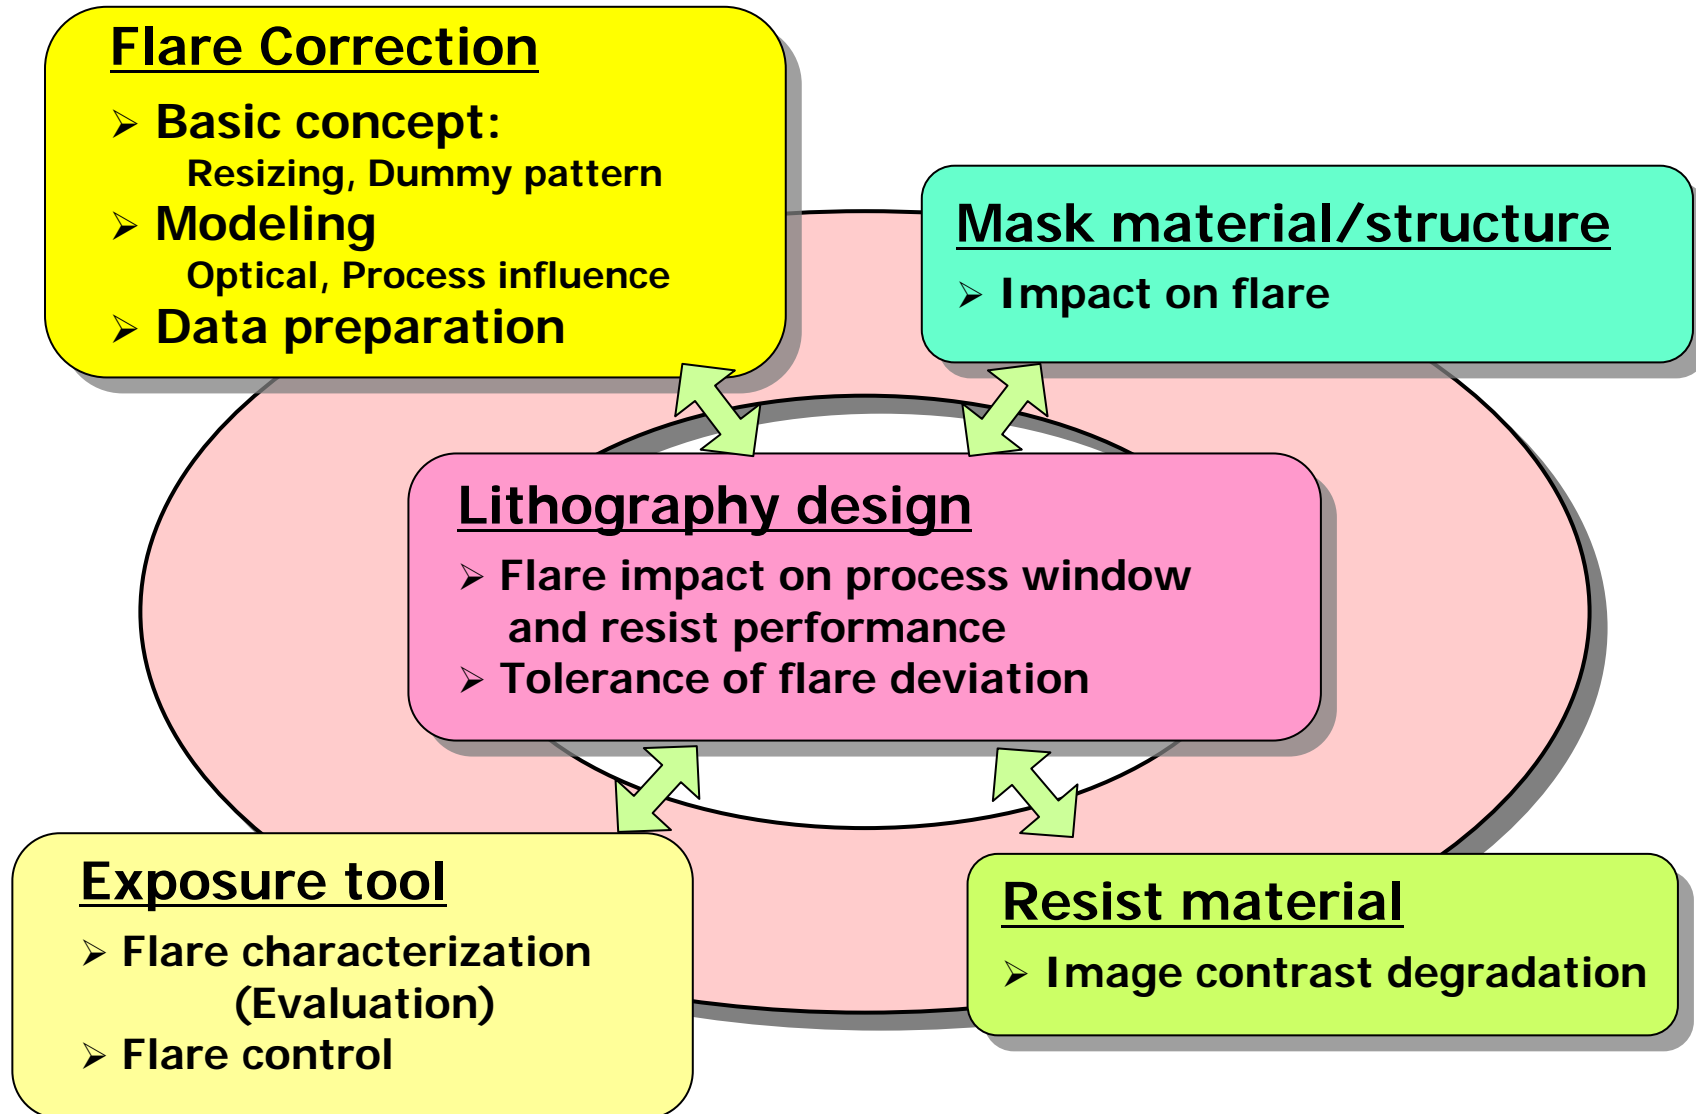 Flare Correction
➢ Basic concept:
Resizing, Dummy pattern
➢ Modeling
Optical, Process influence
➢ Data preparation
Mask material/structure
➢ Impact on flare
Lithography design
➢ Flare impact on process window
and resist performance
➢ Tolerance of flare deviation
Exposure tool
➢ Flare characterization
(Evaluation)
➢ Flare control
Resist material
➢ Image contrast degradation